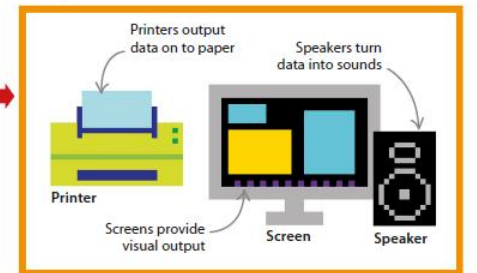 Printers output
data on to paper
Speakers turn
data into sounds
Printer
Screens provide
visual output
Screen
Speaker